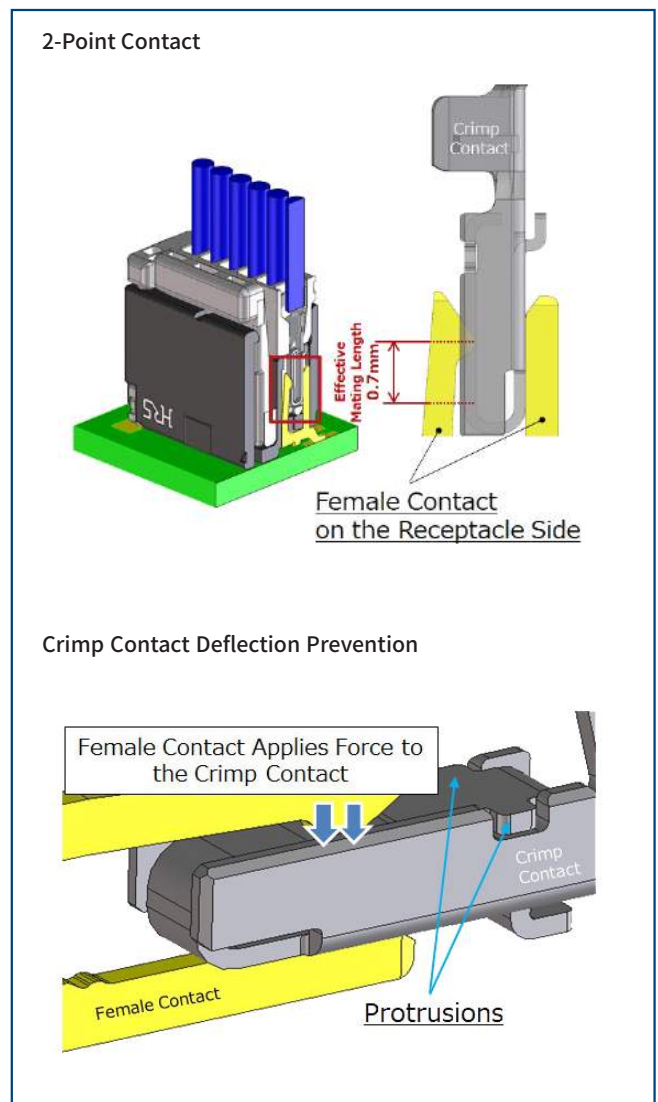 2-Point Contact
Crimp
Contact
Effective
Mating Length
0.7mm
HRS
Female Contact
on the Receptacle Side
Crimp Contact Deflection Prevention
Female Contact Applies Force to
the Crimp Contact
Crimp
Contact
Female Contact
Protrusions